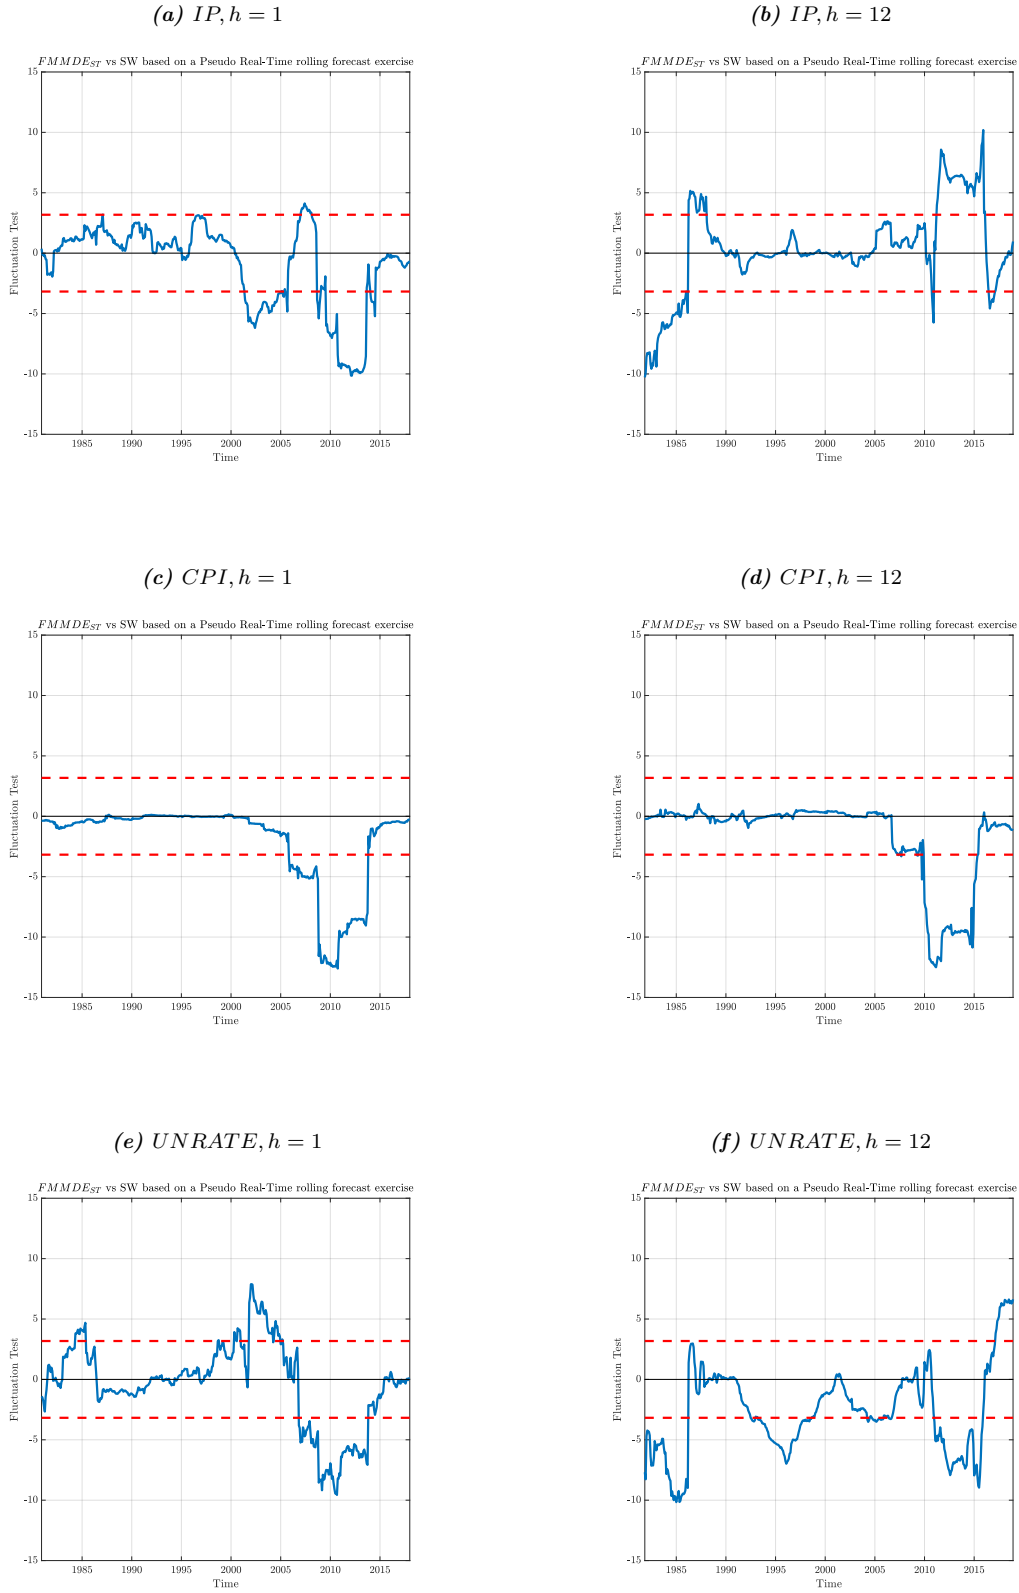 (a) IP, h = 1
FMMDE_ST vs SW based on a Pseudo Real-Time rolling forecast exercise
15
10
5
0
-5
-10
-15
Fluctuation Test
1985 1990 1995 2000 2005 2010 2015
Time
(b) IP, h = 12
FMMDE_ST vs SW based on a Pseudo Real-Time rolling forecast exercise
15
10
5
0
-5
-10
-15
Fluctuation Test
1985 1990 1995 2000 2005 2010 2015
Time
(c) CPI, h = 1
FMMDE_ST vs SW based on a Pseudo Real-Time rolling forecast exercise
15
10
5
0
-5
-10
-15
Fluctuation Test
1985 1990 1995 2000 2005 2010 2015
Time
(d) CPI, h = 12
FMMDE_ST vs SW based on a Pseudo Real-Time rolling forecast exercise
15
10
5
0
-5
-10
-15
Fluctuation Test
1985 1990 1995 2000 2005 2010 2015
Time
(e) UNRATE, h = 1
FMMDE_ST vs SW based on a Pseudo Real-Time rolling forecast exercise
15
10
5
0
-5
-10
-15
Fluctuation Test
1985 1990 1995 2000 2005 2010 2015
Time
(f) UNRATE, h = 12
FMMDE_ST vs SW based on a Pseudo Real-Time rolling forecast exercise
15
10
5
0
-5
-10
-15
Fluctuation Test
1985 1990 1995 2000 2005 2010 2015
Time